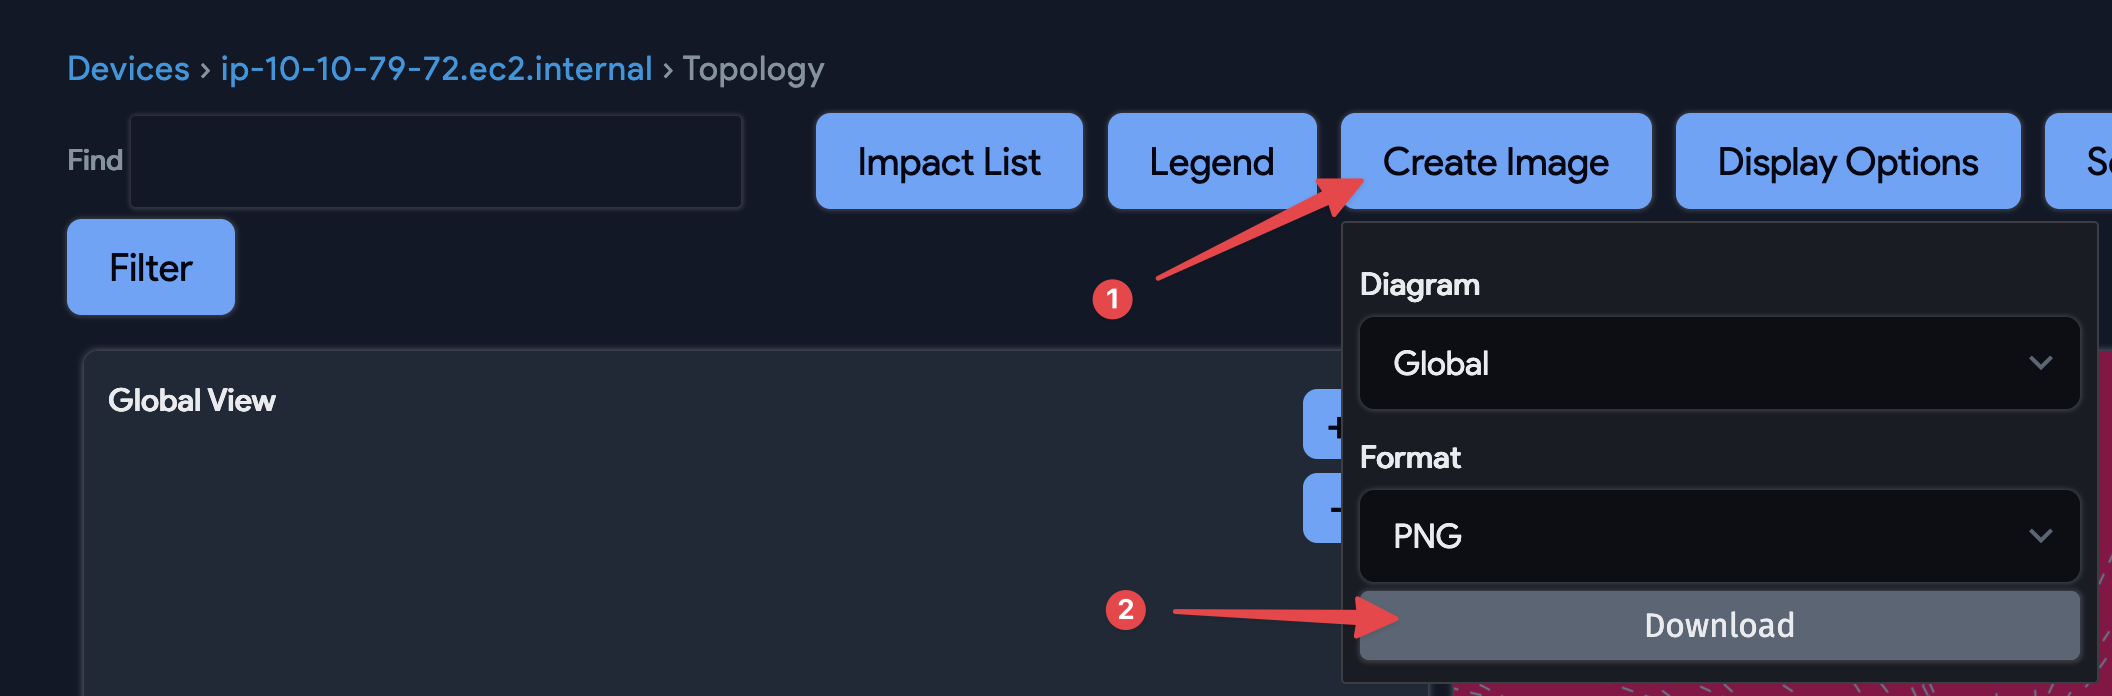 Devices › ip-10-10-79-72.ec2.internal › Topology
Find
Impact List
Legend
Create Image
Display Options
Filter
1
Diagram
Global
Global View
+
Format
-
PNG
2
Download